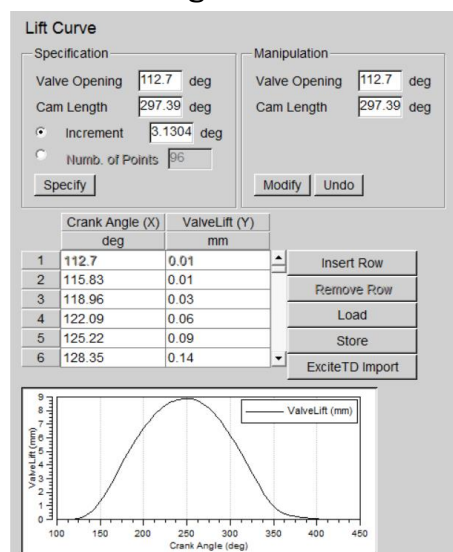 Lift Curve
Specification
Valve Opening 112.7 deg
Cam Length 297.39 deg
Increment 3.1304 deg
Numb. of Points 96
Specify
Manipulation
Valve Opening 112.7 deg
Cam Length 297.39 deg
Modify Undo
Crank Angle (X) ValveLift (Y)
deg mm
1 112.7 0.01
2 115.83 0.01
3 118.96 0.03
4 122.09 0.06
5 125.22 0.09
6 128.35 0.14
Insert Row
Remove Row
Load
Store
ExciteTD Import
ValveLift (mm)
9
8
7
6
5
4
3
2
1
0
ValveLift (mm)
100 150 200 250 300 350 400 450
Crank Angle (deg)